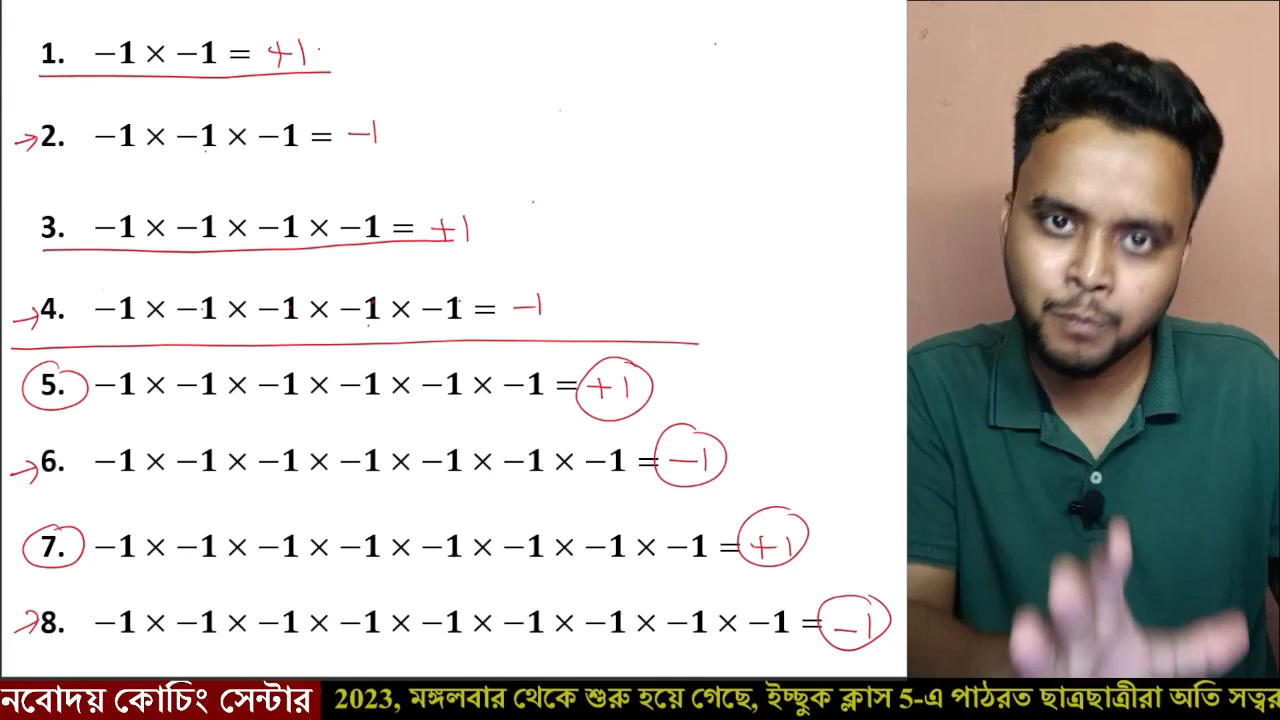 1. −1 × −1 = +1
2. −1 × −1 × −1 = −1
3. −1 × −1 × −1 × −1 = +1
4. −1 × −1 × −1 × −1 × −1 = −1
5. −1 × −1 × −1 × −1 × −1 × −1 = +1
6. −1 × −1 × −1 × −1 × −1 × −1 × −1 = −1
7. −1 × −1 × −1 × −1 × −1 × −1 × −1 × −1 = +1
8. −1 × −1 × −1 × −1 × −1 × −1 × −1 × −1 × −1 = −1
নবোদয় কোচিং সেন্টার 2023, মঙ্গলবার থেকে শুরু হয়ে গেছে, ইচ্ছুক ক্লাস 5-এ পাঠরত ছাত্রছাত্রীরা অতি সত্বর